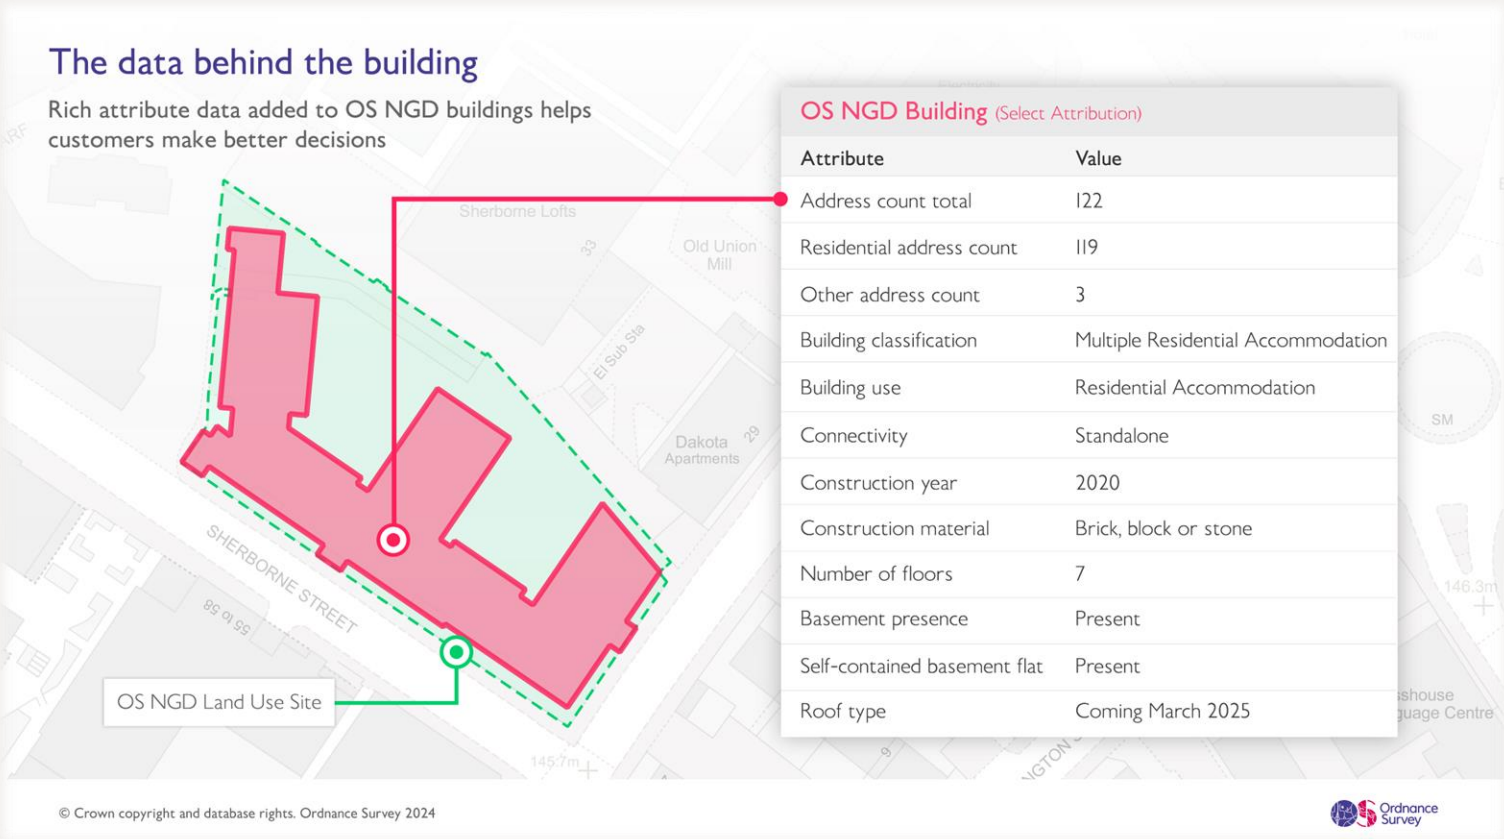 The data behind the building
Rich attribute data added to OS NGD buildings helps
customers make better decisions
OS NGD Building (Select Attribution)
Attribute Value
Address count total 122
Residential address count 119
Other address count 3
Building classification Multiple Residential Accommodation
Building use Residential Accommodation
Connectivity Standalone
Construction year 2020
Construction material Brick, block or stone
Number of floors 7
Basement presence Present
Self-contained basement flat Present
Roof type Coming March 2025
Sherborne Lofts
33
Old Union
Mill
El Sub Sta
Dakota
Apartments
29
SM
SHERBORNE STREET
55 to 58
146.3m
OS NGD Land Use Site
145.7m
9
© Crown copyright and database rights. Ordnance Survey 2024
Ordnance
Survey